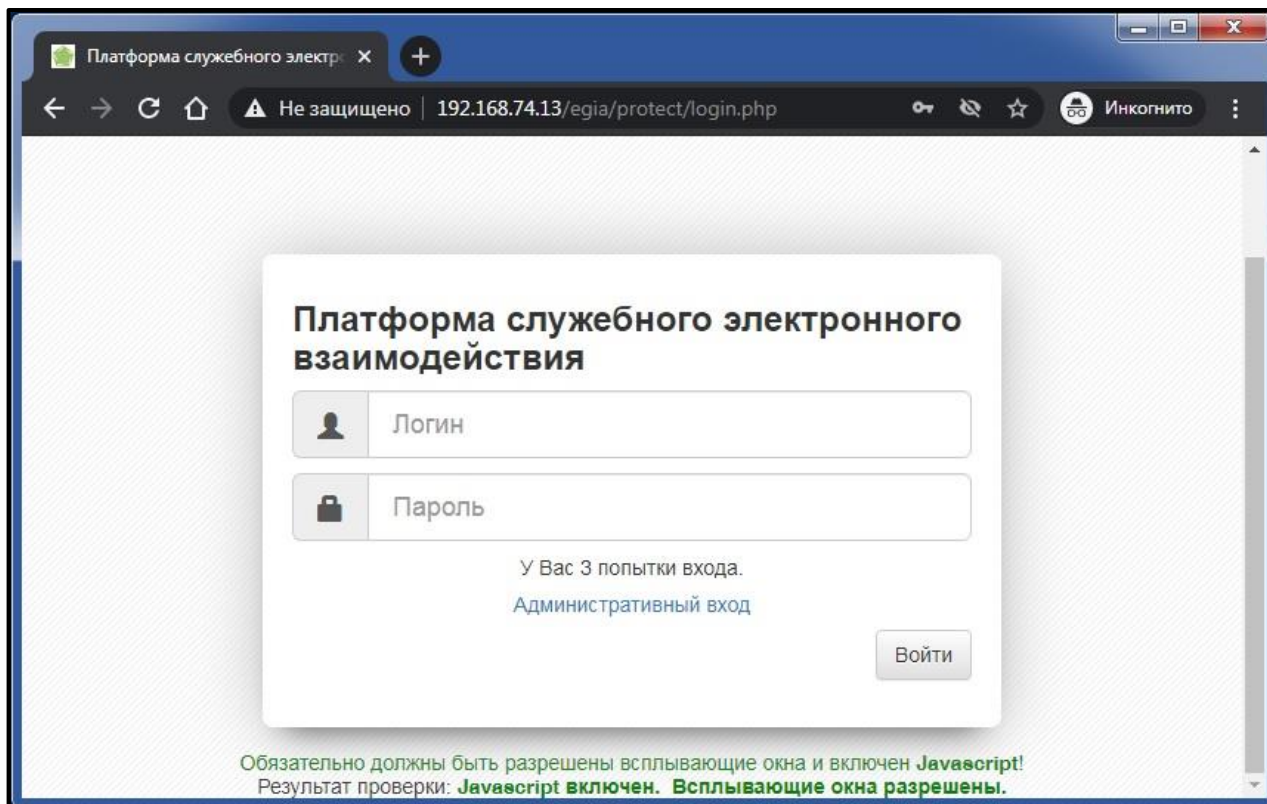 Платформа служебного электр
Не защищено | 192.168.74.13/egia/protect/login.php
Инкогнито
Платформа служебного электронного
взаимодействия
Логин
Пароль
У Вас 3 попытки входа.
Административный вход
Войти
Обязательно должны быть разрешены всплывающие окна и включен Javascript!
Результат проверки: Javascript включен. Всплывающие окна разрешены.